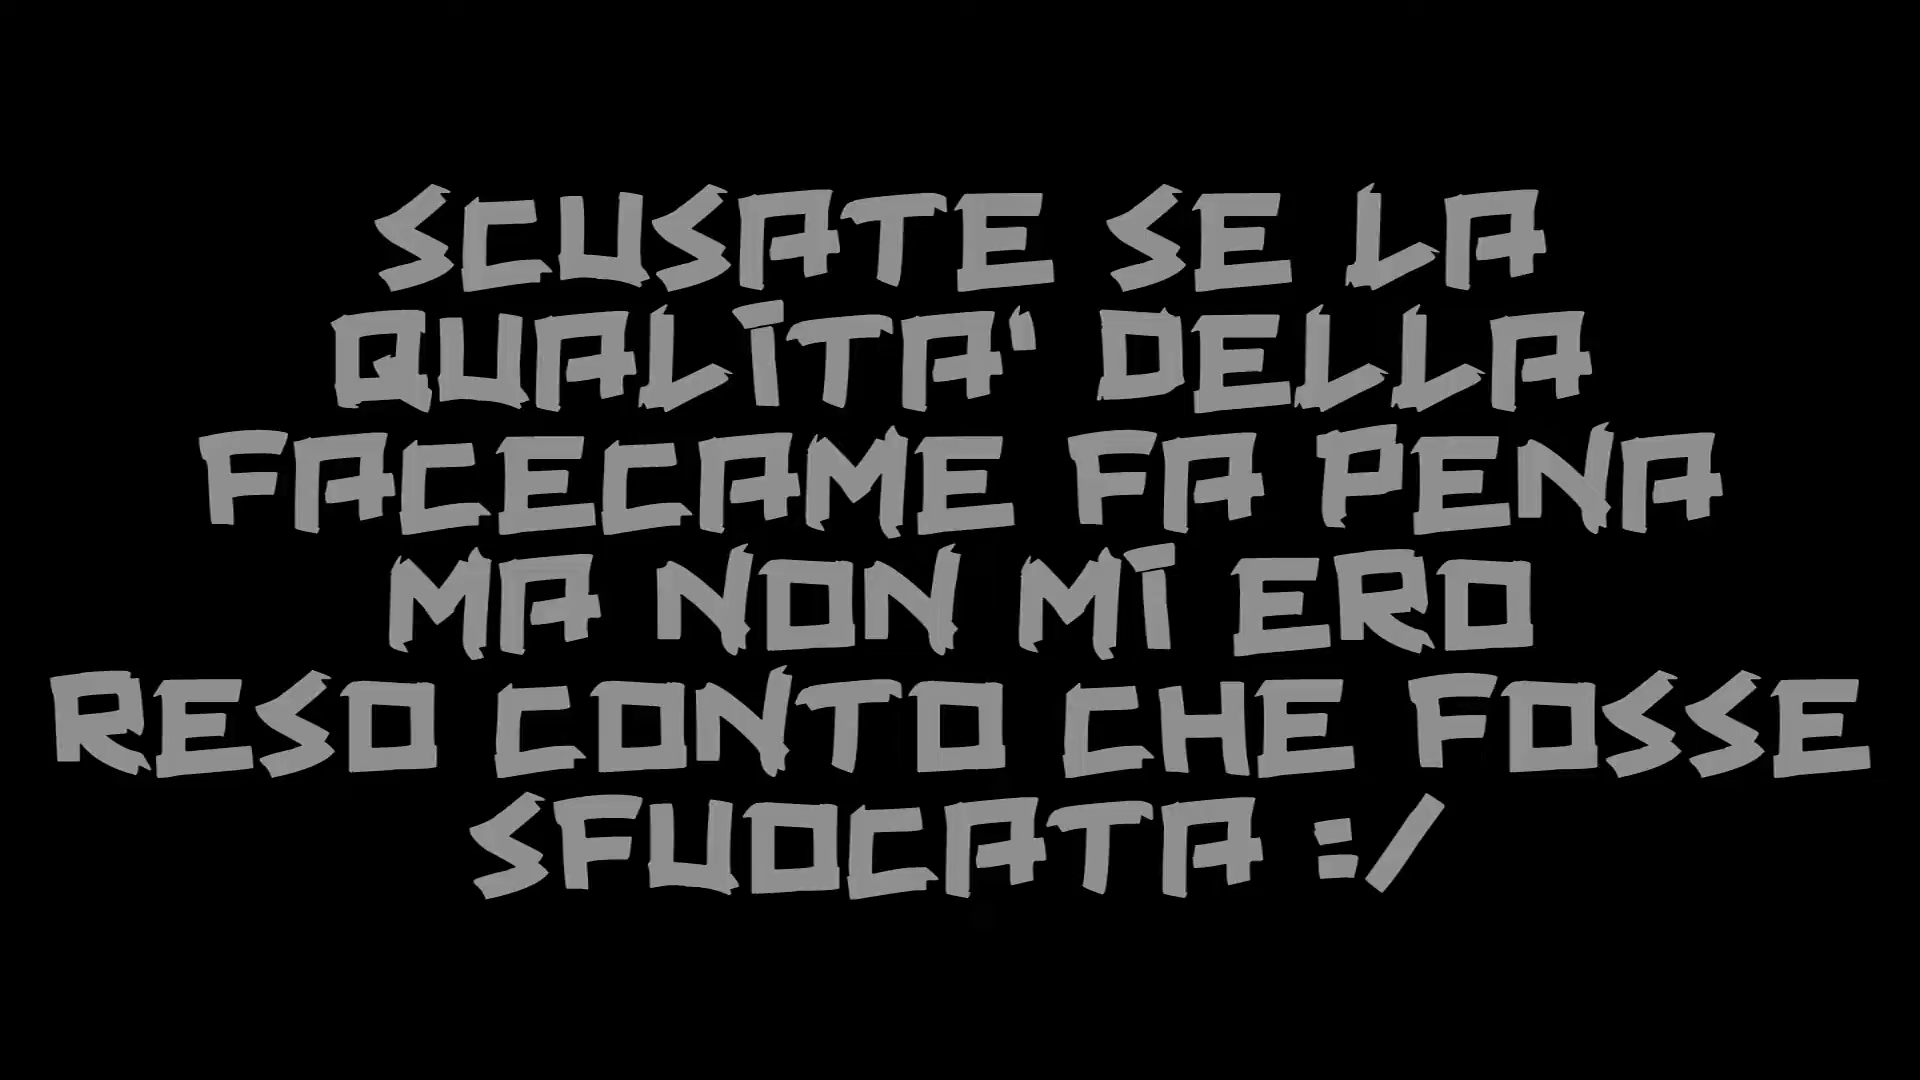 SCUSATE SE LA
QUALITA' DELLA
FACECAME FA PENA
MA NON MI ERO
RESO CONTO CHE FOSSE
SFUOCATA :/